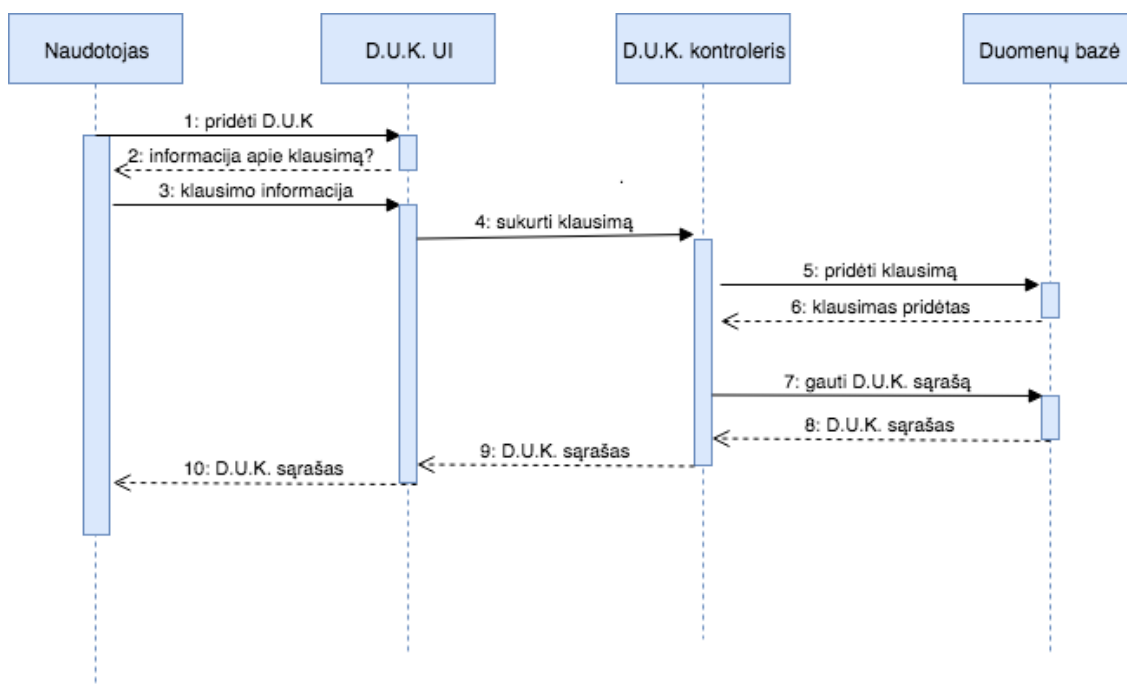 Naudotojas
D.U.K. UI
D.U.K. kontroleris
Duomenų bazė
1: pridėti D.U.K
2: informacija apie klausimą?
3: klausimo informacija
4: sukurti klausimą
5: pridėti klausimą
6: klausimas pridėtas
7: gauti D.U.K. sąrašą
8: D.U.K. sąrašas
9: D.U.K. sąrašas
10: D.U.K. sąrašas